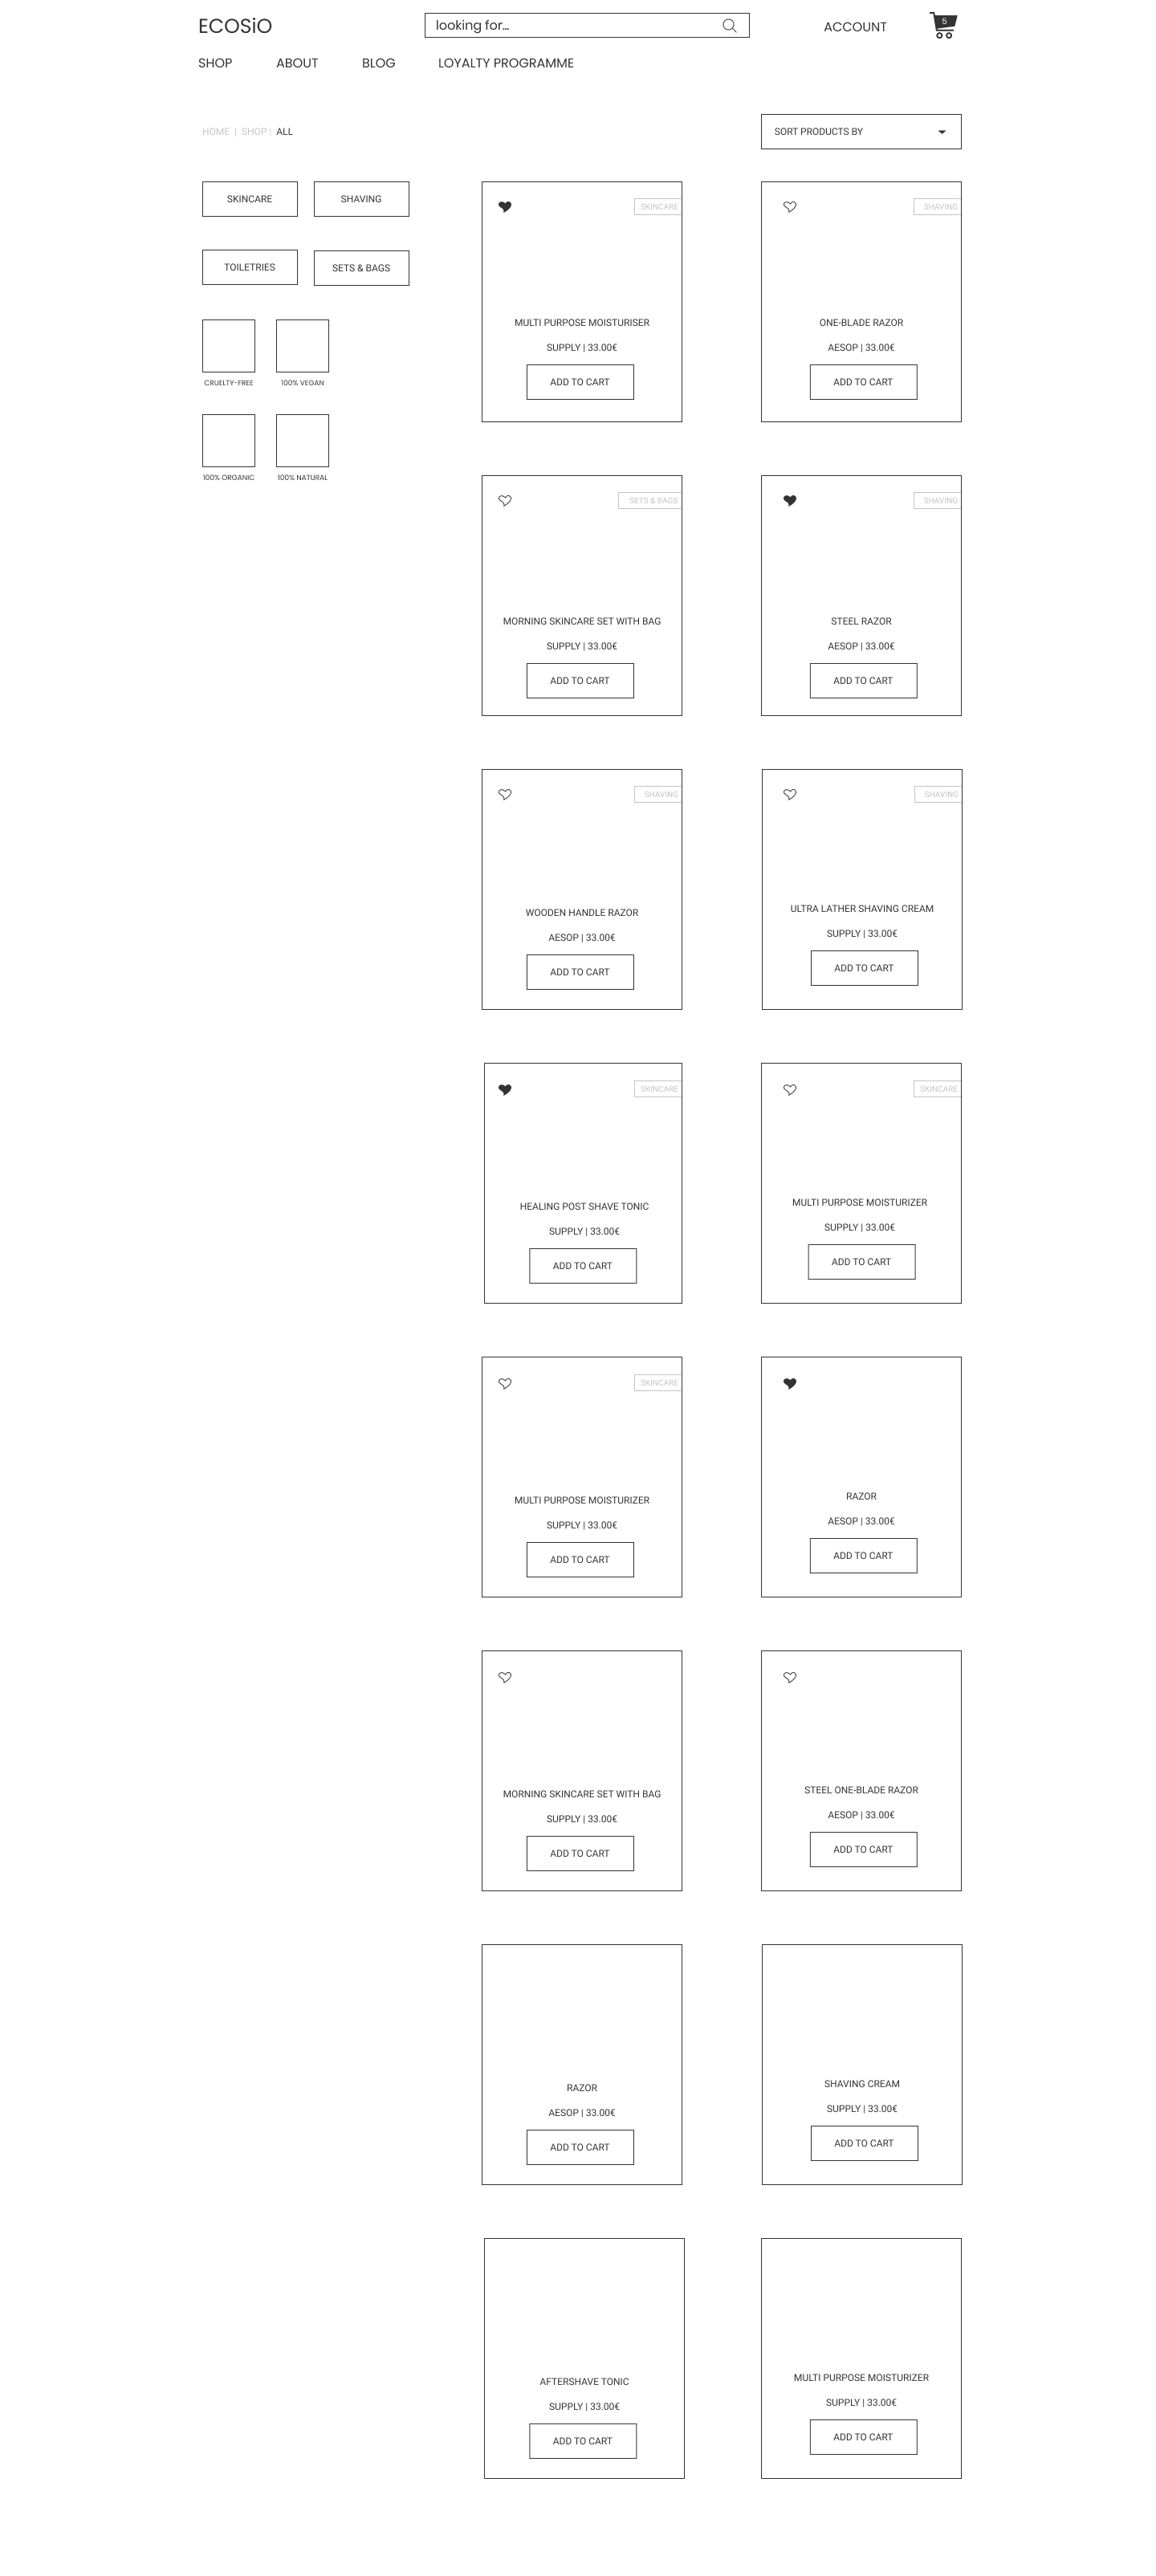 ECOSiO
looking for...
ACCOUNT
5
SHOP
ABOUT
BLOG
LOYALTY PROGRAMME
HOME | SHOP | ALL
SORT PRODUCTS BY
SKINCARE
SHAVING
TOILETRIES
SETS & BAGS
CRUELTY-FREE
100% VEGAN
100% ORGANIC
100% NATURAL
SKINCARE
MULTI PURPOSE MOISTURISER
SUPPLY | 33.00€
ADD TO CART
SHAVING
ONE-BLADE RAZOR
AESOP | 33.00€
ADD TO CART
SETS & BAGS
MORNING SKINCARE SET WITH BAG
SUPPLY | 33.00€
ADD TO CART
SHAVING
STEEL RAZOR
AESOP | 33.00€
ADD TO CART
SHAVING
WOODEN HANDLE RAZOR
AESOP | 33.00€
ADD TO CART
SHAVING
ULTRA LATHER SHAVING CREAM
SUPPLY | 33.00€
ADD TO CART
SKINCARE
HEALING POST SHAVE TONIC
SUPPLY | 33.00€
ADD TO CART
SKINCARE
MULTI PURPOSE MOISTURIZER
SUPPLY | 33.00€
ADD TO CART
SKINCARE
MULTI PURPOSE MOISTURIZER
SUPPLY | 33.00€
ADD TO CART
RAZOR
AESOP | 33.00€
ADD TO CART
MORNING SKINCARE SET WITH BAG
SUPPLY | 33.00€
ADD TO CART
STEEL ONE-BLADE RAZOR
AESOP | 33.00€
ADD TO CART
RAZOR
AESOP | 33.00€
ADD TO CART
SHAVING CREAM
SUPPLY | 33.00€
ADD TO CART
AFTERSHAVE TONIC
SUPPLY | 33.00€
ADD TO CART
MULTI PURPOSE MOISTURIZER
SUPPLY | 33.00€
ADD TO CART